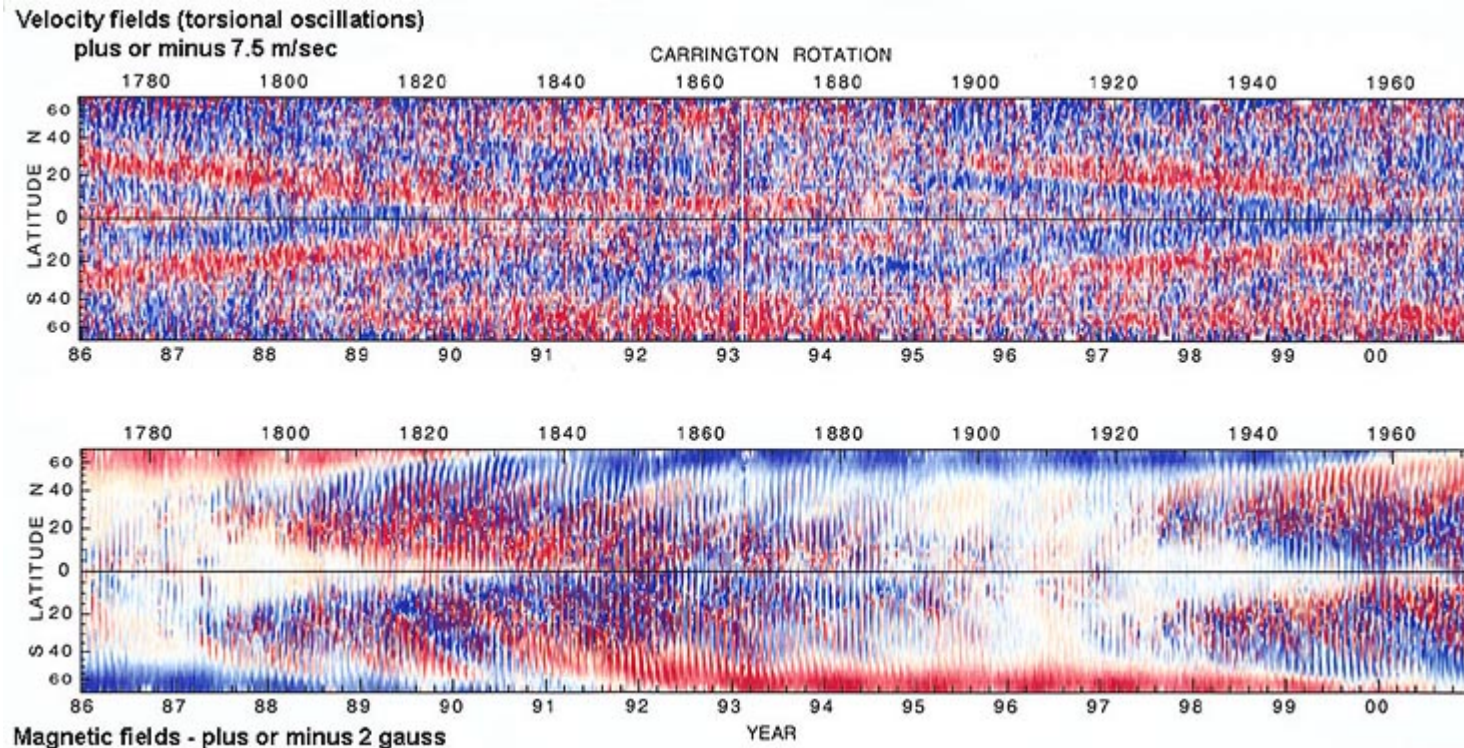 Velocity fields (torsional oscillations)
plus or minus 7.5 m/sec
CARRINGTON ROTATION
1780 1800 1820 1840 1860 1880 1900 1920 1940 1960
60
40
20
0
20
40
60
S LATITUDE N
86 87 88 89 90 91 92 93 94 95 96 97 98 99 00
1780 1800 1820 1840 1860 1880 1900 1920 1940 1960
60
40
20
0
20
40
60
S LATITUDE N
86 87 88 89 90 91 92 93 94 95 96 97 98 99 00
YEAR
Magnetic fields - plus or minus 2 gauss